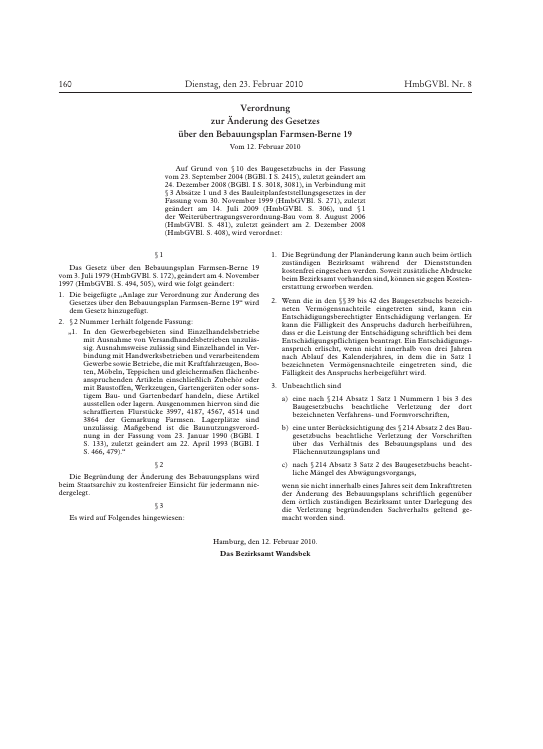 160 Dienstag, den 23. Februar 2010 HmbGVBl. Nr. 8
Verordnung
zur Änderung des Gesetzes
über den Bebauungsplan Farmsen-Berne 19
Vom 12. Februar 2010
Auf Grund von § 10 des Baugesetzbuchs in der Fassung
vom 23. September 2004 (BGBl. I S. 2415), zuletzt geändert am
24. Dezember 2008 (BGBl. I S. 3018, 3081), in Verbindung mit
§ 3 Absätze 1 und 3 des Bauleitplanfeststellungsgesetzes in der
Fassung vom 30. November 1999 (HmbGVBl. S. 271), zuletzt
geändert am 14. Juli 2009 (HmbGVBl. S. 306), und § 1
der Weiterübertragungsverordnung-Bau vom 8. August 2006
(HmbGVBl. S. 481), zuletzt geändert am 2. Dezember 2008
(HmbGVBl. S. 408), wird verordnet:
§ 1
Das Gesetz über den Bebauungsplan Farmsen-Berne 19
vom 3. Juli 1979 (HmbGVBl. S. 172), geändert am 4. November
1997 (HmbGVBl. S. 494, 505), wird wie folgt geändert:
1. Die beigefügte „Anlage zur Verordnung zur Änderung des
Gesetzes über den Bebauungsplan Farmsen-Berne 19“ wird
dem Gesetz hinzugefügt.
2. § 2 Nummer 1 erhält folgende Fassung:
„1. In den Gewerbegebieten sind Einzelhandelsbetriebe
mit Ausnahme von Versandhandelsbetrieben unzuläs-
sig. Ausnahmsweise zulässig sind Einzelhandel in Ver-
bindung mit Handwerksbetrieben und verarbeitendem
Gewerbe sowie Betriebe, die mit Kraftfahrzeugen, Boo-
ten, Möbeln, Teppichen und gleichermaßen flächenbe-
anspruchenden Artikeln einschließlich Zubehör oder
mit Baustoffen, Werkzeugen, Gartengeräten oder sons-
tigem Bau- und Gartenbedarf handeln, diese Artikel
ausstellen oder lagern. Ausgenommen hiervon sind die
schraffierten Flurstücke 3997, 4187, 4567, 4514 und
3864 der Gemarkung Farmsen. Lagerplätze sind
unzulässig. Maßgebend ist die Baunutzungsverord-
nung in der Fassung vom 23. Januar 1990 (BGBl. I
S. 133), zuletzt geändert am 22. April 1993 (BGBl. I
S. 466, 479).“
§ 2
Die Begründung der Änderung des Bebauungsplans wird
beim Staatsarchiv zu kostenfreier Einsicht für jedermann nie-
dergelegt.
§ 3
Es wird auf Folgendes hingewiesen:
1. Die Begründung der Planänderung kann auch beim örtlich
zuständigen Bezirksamt während der Dienststunden
kostenfrei eingesehen werden. Soweit zusätzliche Abdrucke
beim Bezirksamt vorhanden sind, können sie gegen Kosten-
erstattung erworben werden.
2. Wenn die in den §§ 39 bis 42 des Baugesetzbuchs bezeich-
neten Vermögensnachteile eingetreten sind, kann ein
Entschädigungsberechtigter Entschädigung verlangen. Er
kann die Fälligkeit des Anspruchs dadurch herbeiführen,
dass er die Leistung der Entschädigung schriftlich bei dem
Entschädigungspflichtigen beantragt. Ein Entschädigungs-
anspruch erlischt, wenn nicht innerhalb von drei Jahren
nach Ablauf des Kalenderjahres, in dem die in Satz 1
bezeichneten Vermögensnachteile eingetreten sind, die
Fälligkeit des Anspruchs herbeigeführt wird.
3. Unbeachtlich sind
a) eine nach § 214 Absatz 1 Satz 1 Nummern 1 bis 3 des
Baugesetzbuchs beachtliche Verletzung der dort
bezeichneten Verfahrens- und Formvorschriften,
b) eine unter Berücksichtigung des § 214 Absatz 2 des Bau-
gesetzbuchs beachtliche Verletzung der Vorschriften
über das Verhältnis des Bebauungsplans und des
Flächennutzungsplans und
c) nach § 214 Absatz 3 Satz 2 des Baugesetzbuchs beacht-
liche Mängel des Abwägungsvorgangs,
wenn sie nicht innerhalb eines Jahres seit dem Inkrafttreten
der Änderung des Bebauungsplans schriftlich gegenüber
dem örtlich zuständigen Bezirksamt unter Darlegung des
die Verletzung begründenden Sachverhalts geltend ge-
macht worden sind.
Hamburg, den 12. Februar 2010.
Das Bezirksamt Wandsbek